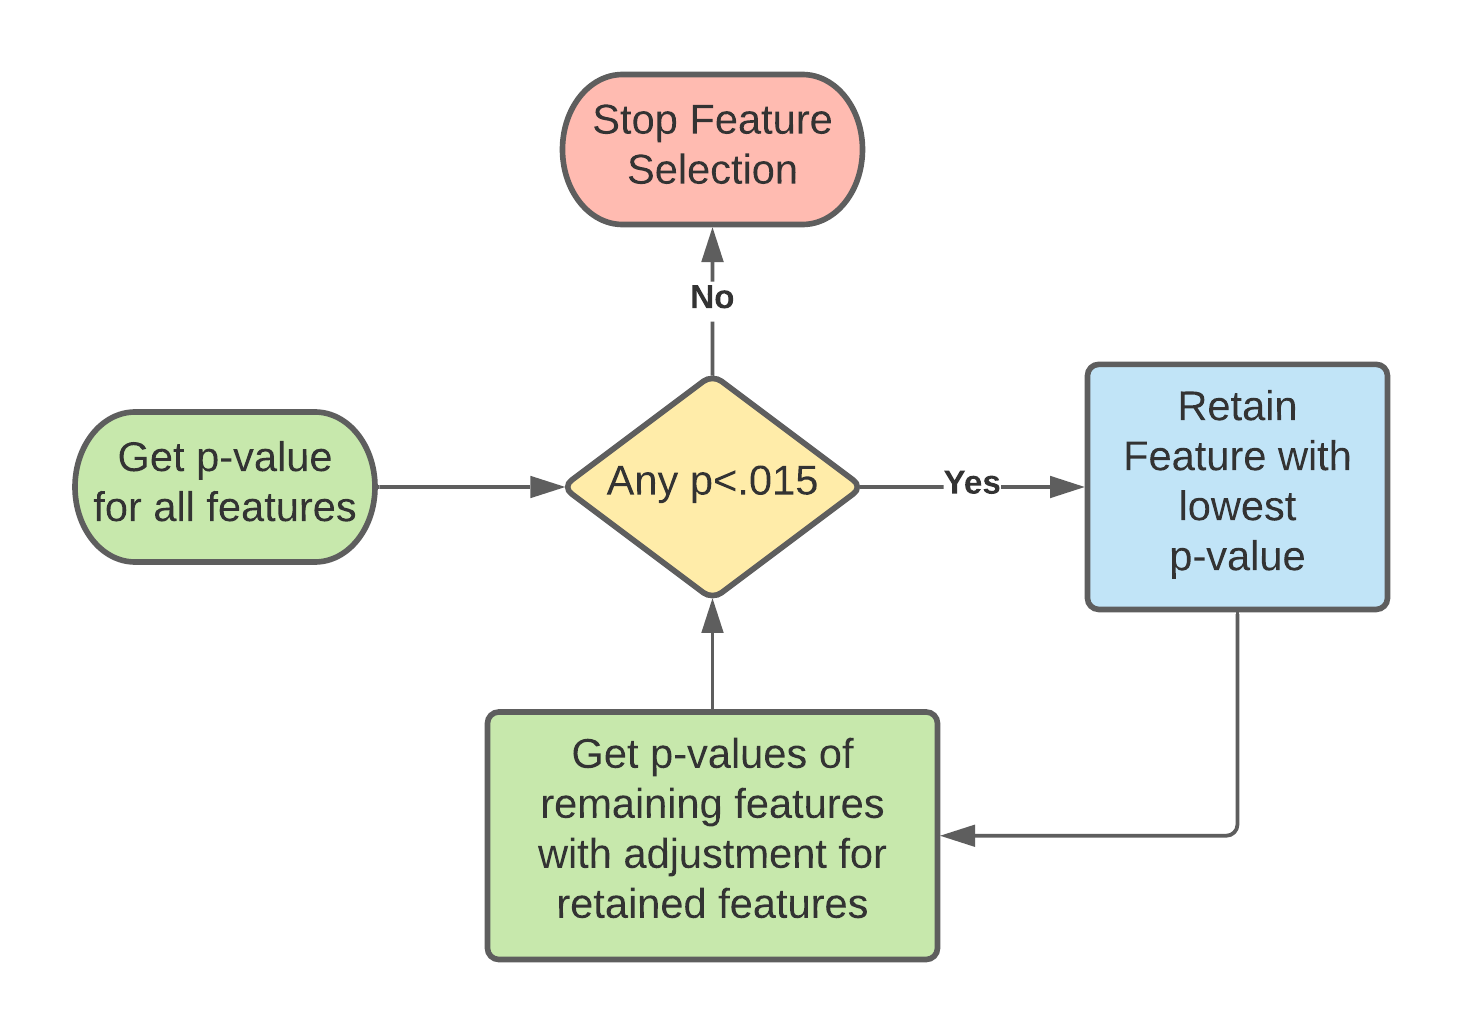 Stop Feature
Selection
No
Get p-value
for all features
Any p<.015
Yes
Retain
Feature with
lowest
p-value
Get p-values of
remaining features
with adjustment for
retained features